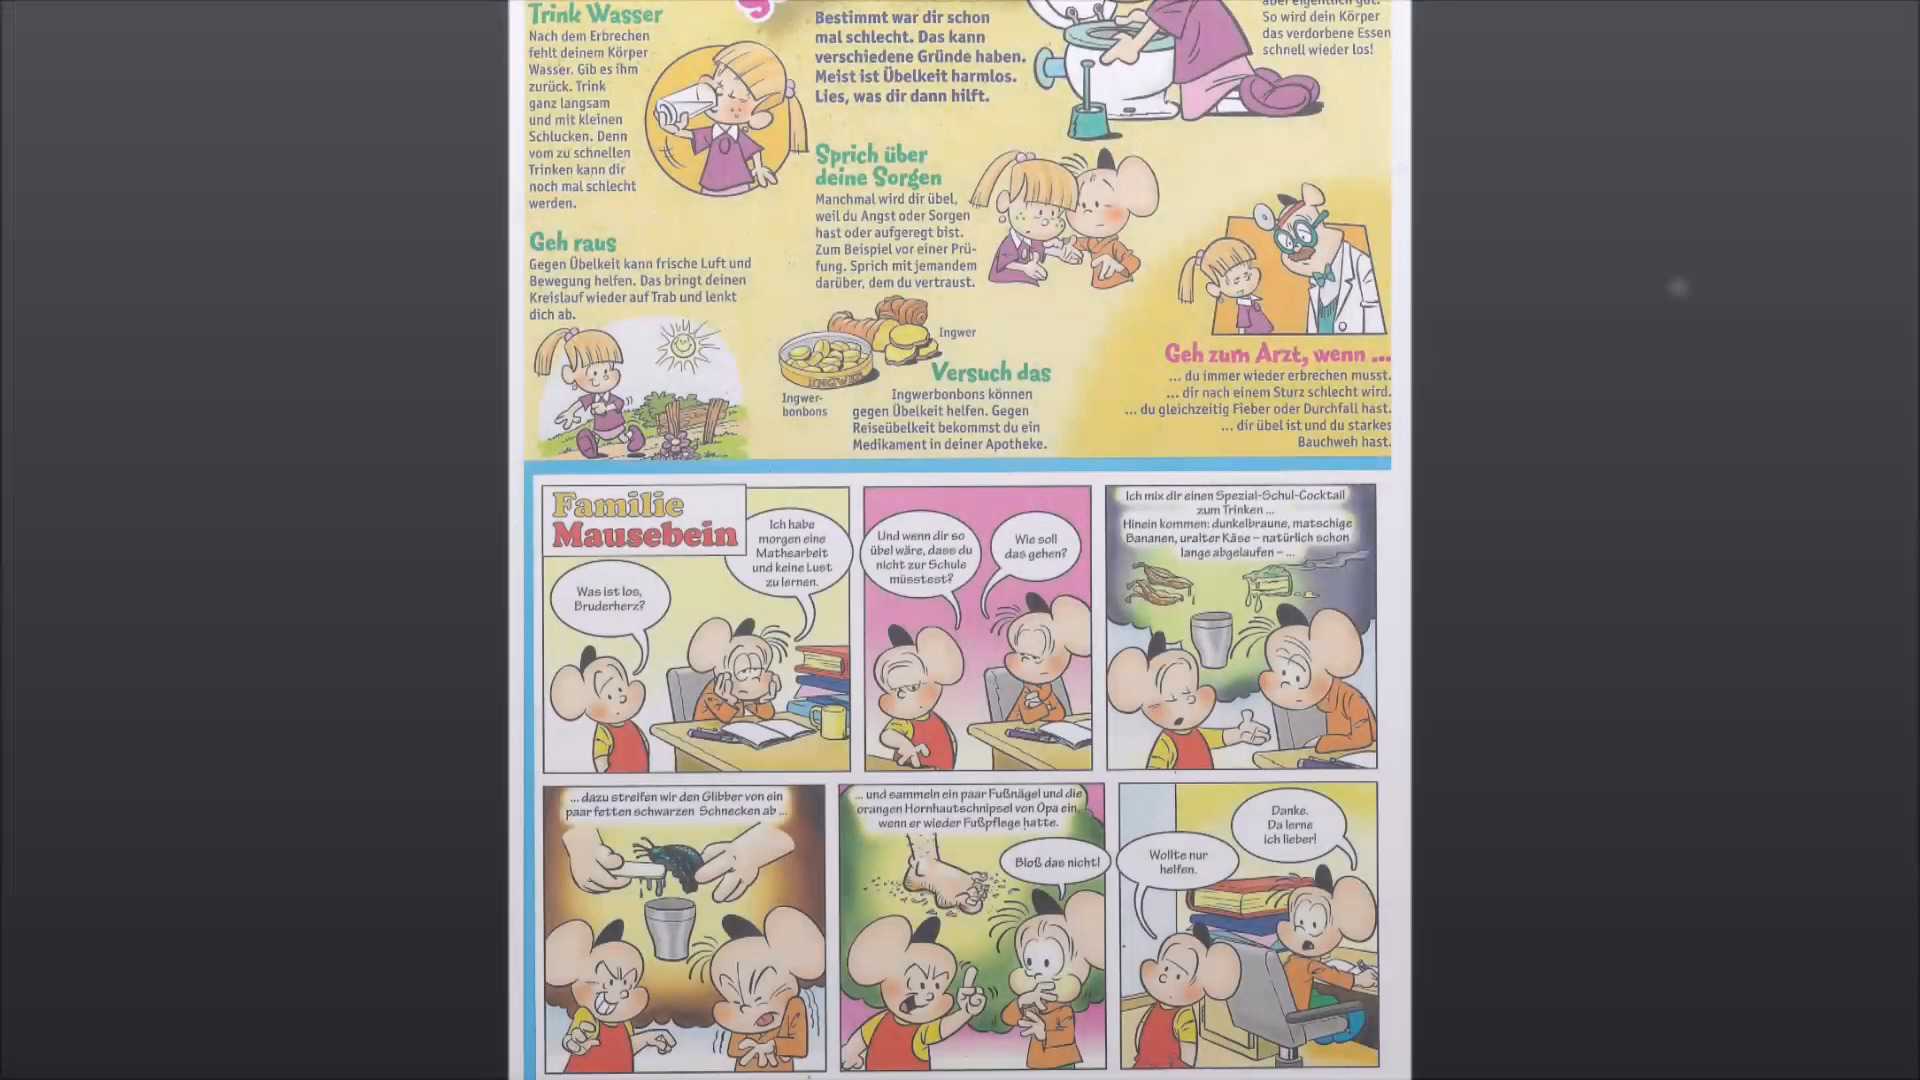 Trink Wasser
Nach dem Erbrechen
fehlt deinem Körper
Wasser. Gib es ihm
zurück. Trink
ganz langsam
und mit kleinen
Schlucken. Denn
vom zu schnellen
Trinken kann dir
noch mal schlecht
werden.
Geh raus
Gegen Übelkeit kann frische Luft und
Bewegung helfen. Das bringt deinen
Kreislauf wieder auf Trab und lenkt
dich ab.
Bestimmt war dir schon
mal schlecht. Das kann
verschiedene Gründe haben.
Meist ist Übelkeit harmlos.
Lies, was dir dann hilft.
Sprich über
deine Sorgen
Manchmal wird dir übel,
weil du Angst oder Sorgen
hast oder aufgeregt bist.
Zum Beispiel vor einer Prü-
fung. Sprich mit jemandem
darüber, dem du vertraust.
Ingwer
INGWER
Ingwer-
bonbons
Versuch das
Ingwerbonbons können
gegen Übelkeit helfen. Gegen
Reiseübelkeit bekommst du ein
Medikament in deiner Apotheke.
aber eigentlich gut.
So wird dein Körper
das verdorbene Essen
schnell wieder los!
Geh zum Arzt, wenn ...
... du immer wieder erbrechen musst.
... dir nach einem Sturz schlecht wird.
... du gleichzeitig Fieber oder Durchfall hast.
... dir übel ist und du starkes
Bauchweh hast.
Familie
Mausebein
Was ist los,
Bruderherz?
Ich habe
morgen eine
Mathearbeit
und keine Lust
zu lernen.
Und wenn dir so
übel wäre, dass du
nicht zur Schule
müsstest?
Wie soll
das gehen?
Ich mix dir einen Spezial-Schul-Cocktail
zum Trinken ...
Hinein kommen: dunkelbraune, matschige
Bananen, uralter Käse – natürlich schon
lange abgelaufen – ...
... dazu streifen wir den Glibber von ein
paar fetten schwarzen Schnecken ab ...
... und sammeln ein paar Fußnägel und die
orangen Hornhautschnipsel von Opa ein,
wenn er wieder Fußpflege hatte.
Bloß das nicht!
Wollte nur
helfen.
Danke.
Da lerne
ich lieber!